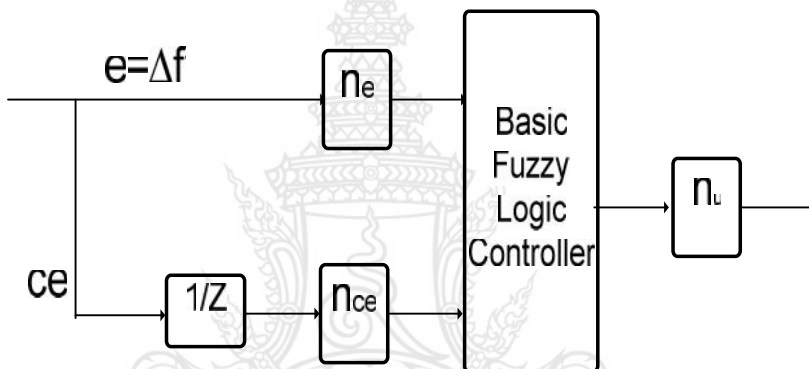 e=Δf
ne
Basic
Fuzzy
Logic
Controller
nu
ce
1/Z
nce